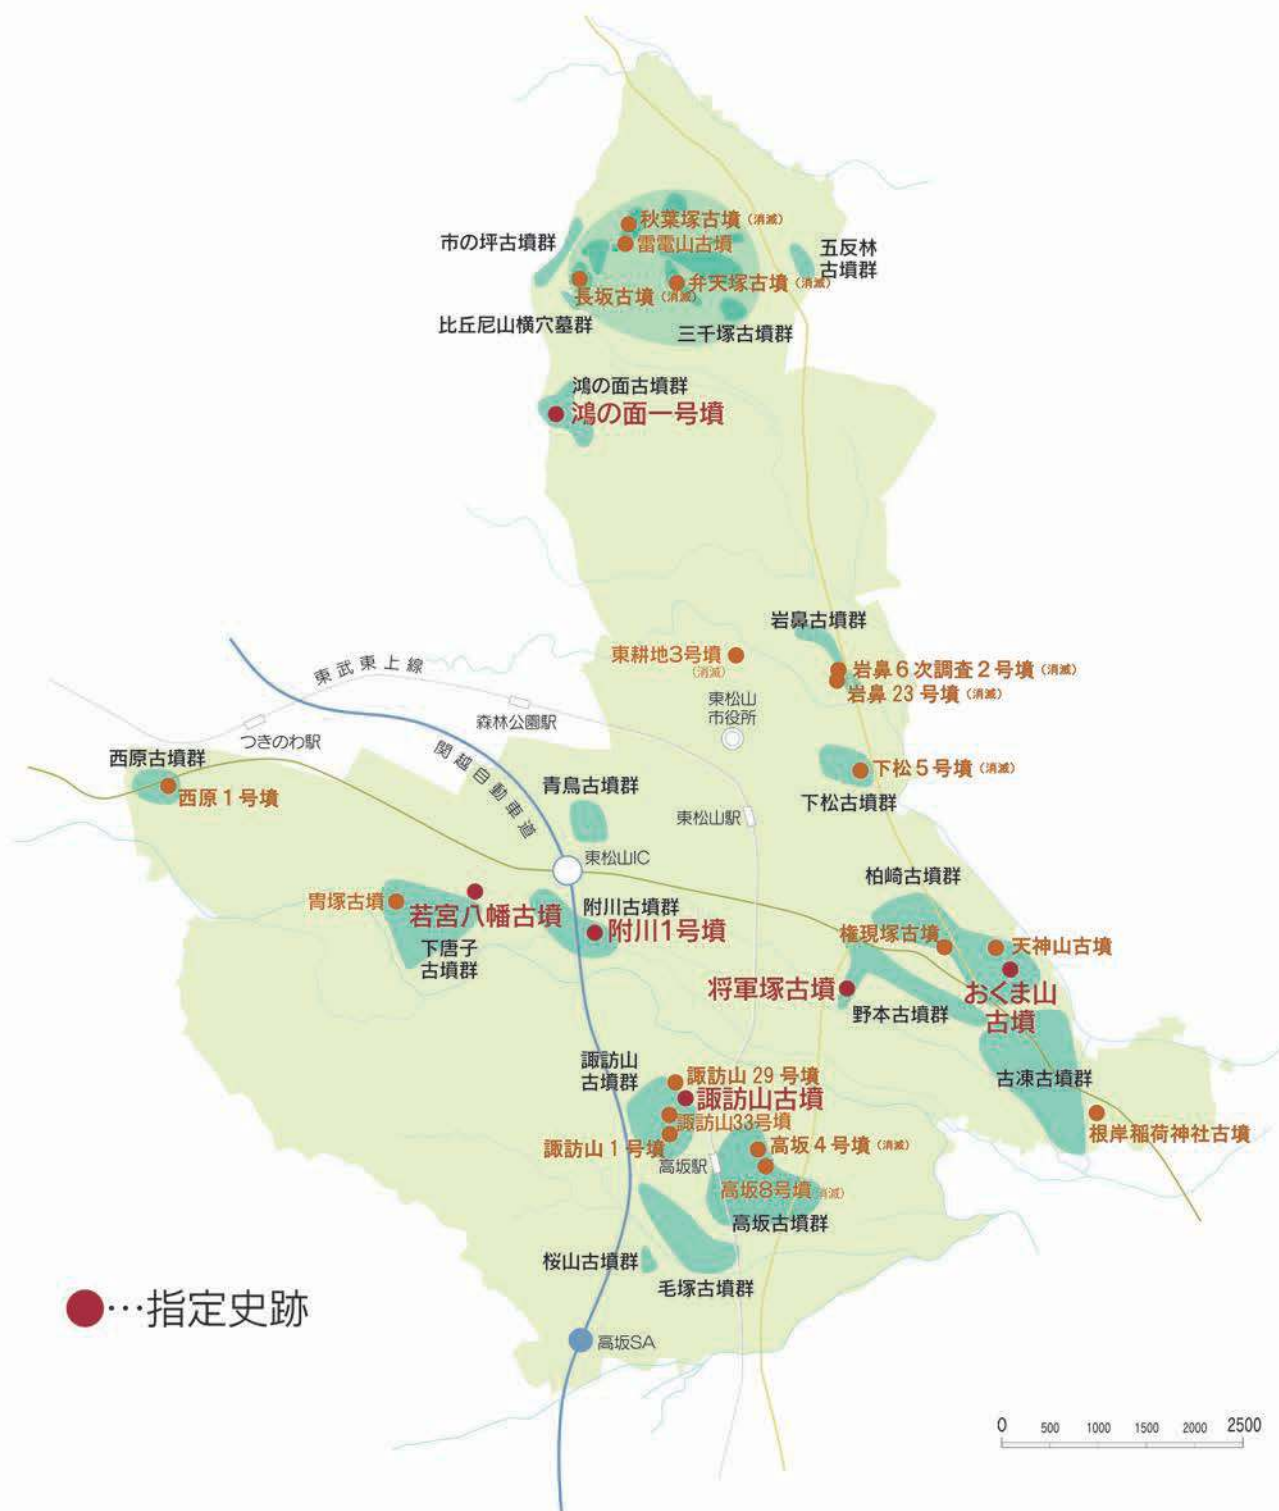 秋葉塚古墳（消滅）
雷電山古墳
市の坪古墳群
五反林
古墳群
弁天塚古墳（消滅）
長坂古墳（消滅）
比丘尼山横穴墓群
三千塚古墳群
鴻の面古墳群
鴻の面一号墳
岩鼻古墳群
東耕地3号墳
（消滅）
岩鼻６次調査２号墳（消滅）
岩鼻 23 号墳（消滅）
東武東上線
東松山
市役所
森林公園駅
つきのわ駅
関越自動車道
西原古墳群
西原１号墳
下松５号墳（消滅）
下松古墳群
青鳥古墳群
東松山駅
東松山IC
柏崎古墳群
冑塚古墳
若宮八幡古墳
下唐子
古墳群
附川古墳群
附川1号墳
権現塚古墳
天神山古墳
将軍塚古墳
おくま山
古墳
野本古墳群
諏訪山
古墳群
諏訪山 29 号墳
諏訪山古墳
諏訪山33号墳
諏訪山１号墳
古凍古墳群
根岸稲荷神社古墳
高坂４号墳（消滅）
高坂駅
高坂8号墳（消滅）
高坂古墳群
桜山古墳群
毛塚古墳群
●…指定史跡
高坂SA
0 500 1000 1500 2000 2500